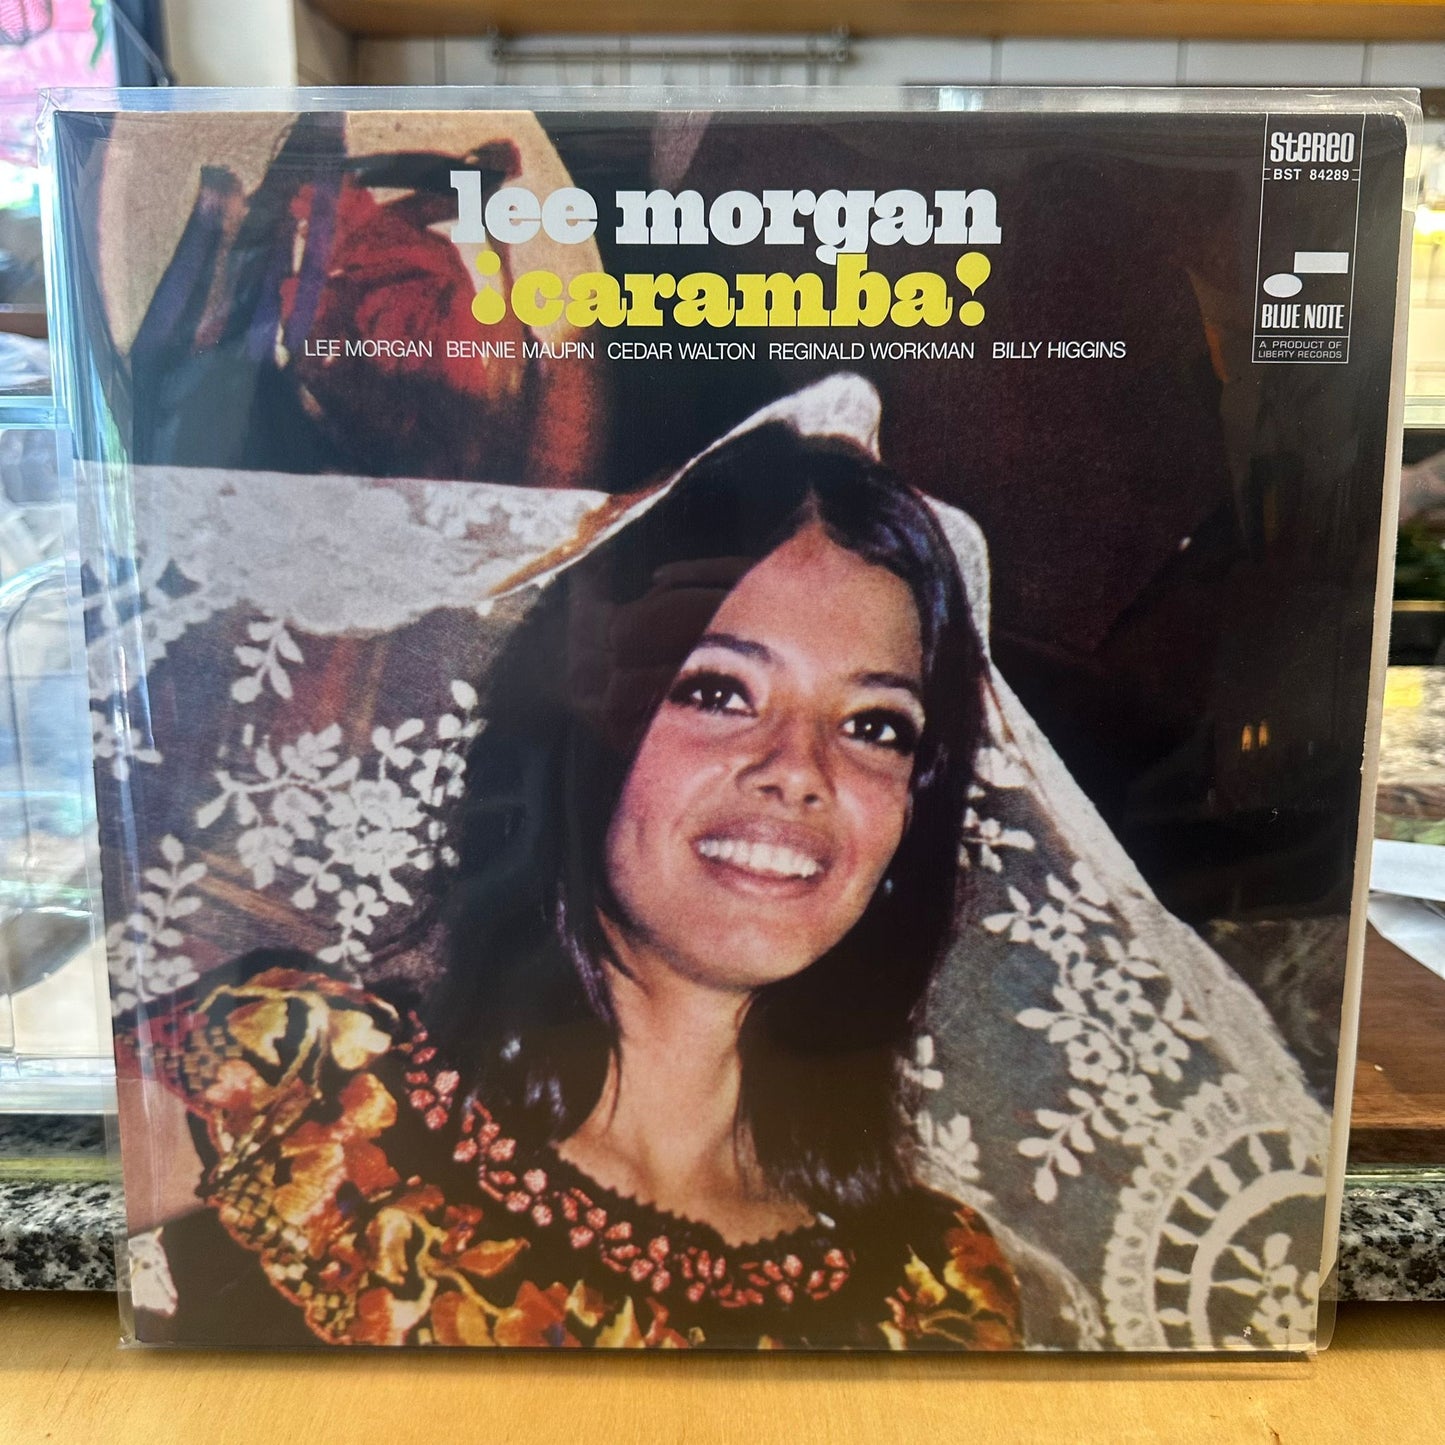 lee morgan
¡caramba!
LEE MORGAN BENNIE MAUPIN CEDAR WALTON REGINALD WORKMAN BILLY HIGGINS
STEREO
BST 84289
BLUE NOTE
A PRODUCT OF
LIBERTY RECORDS